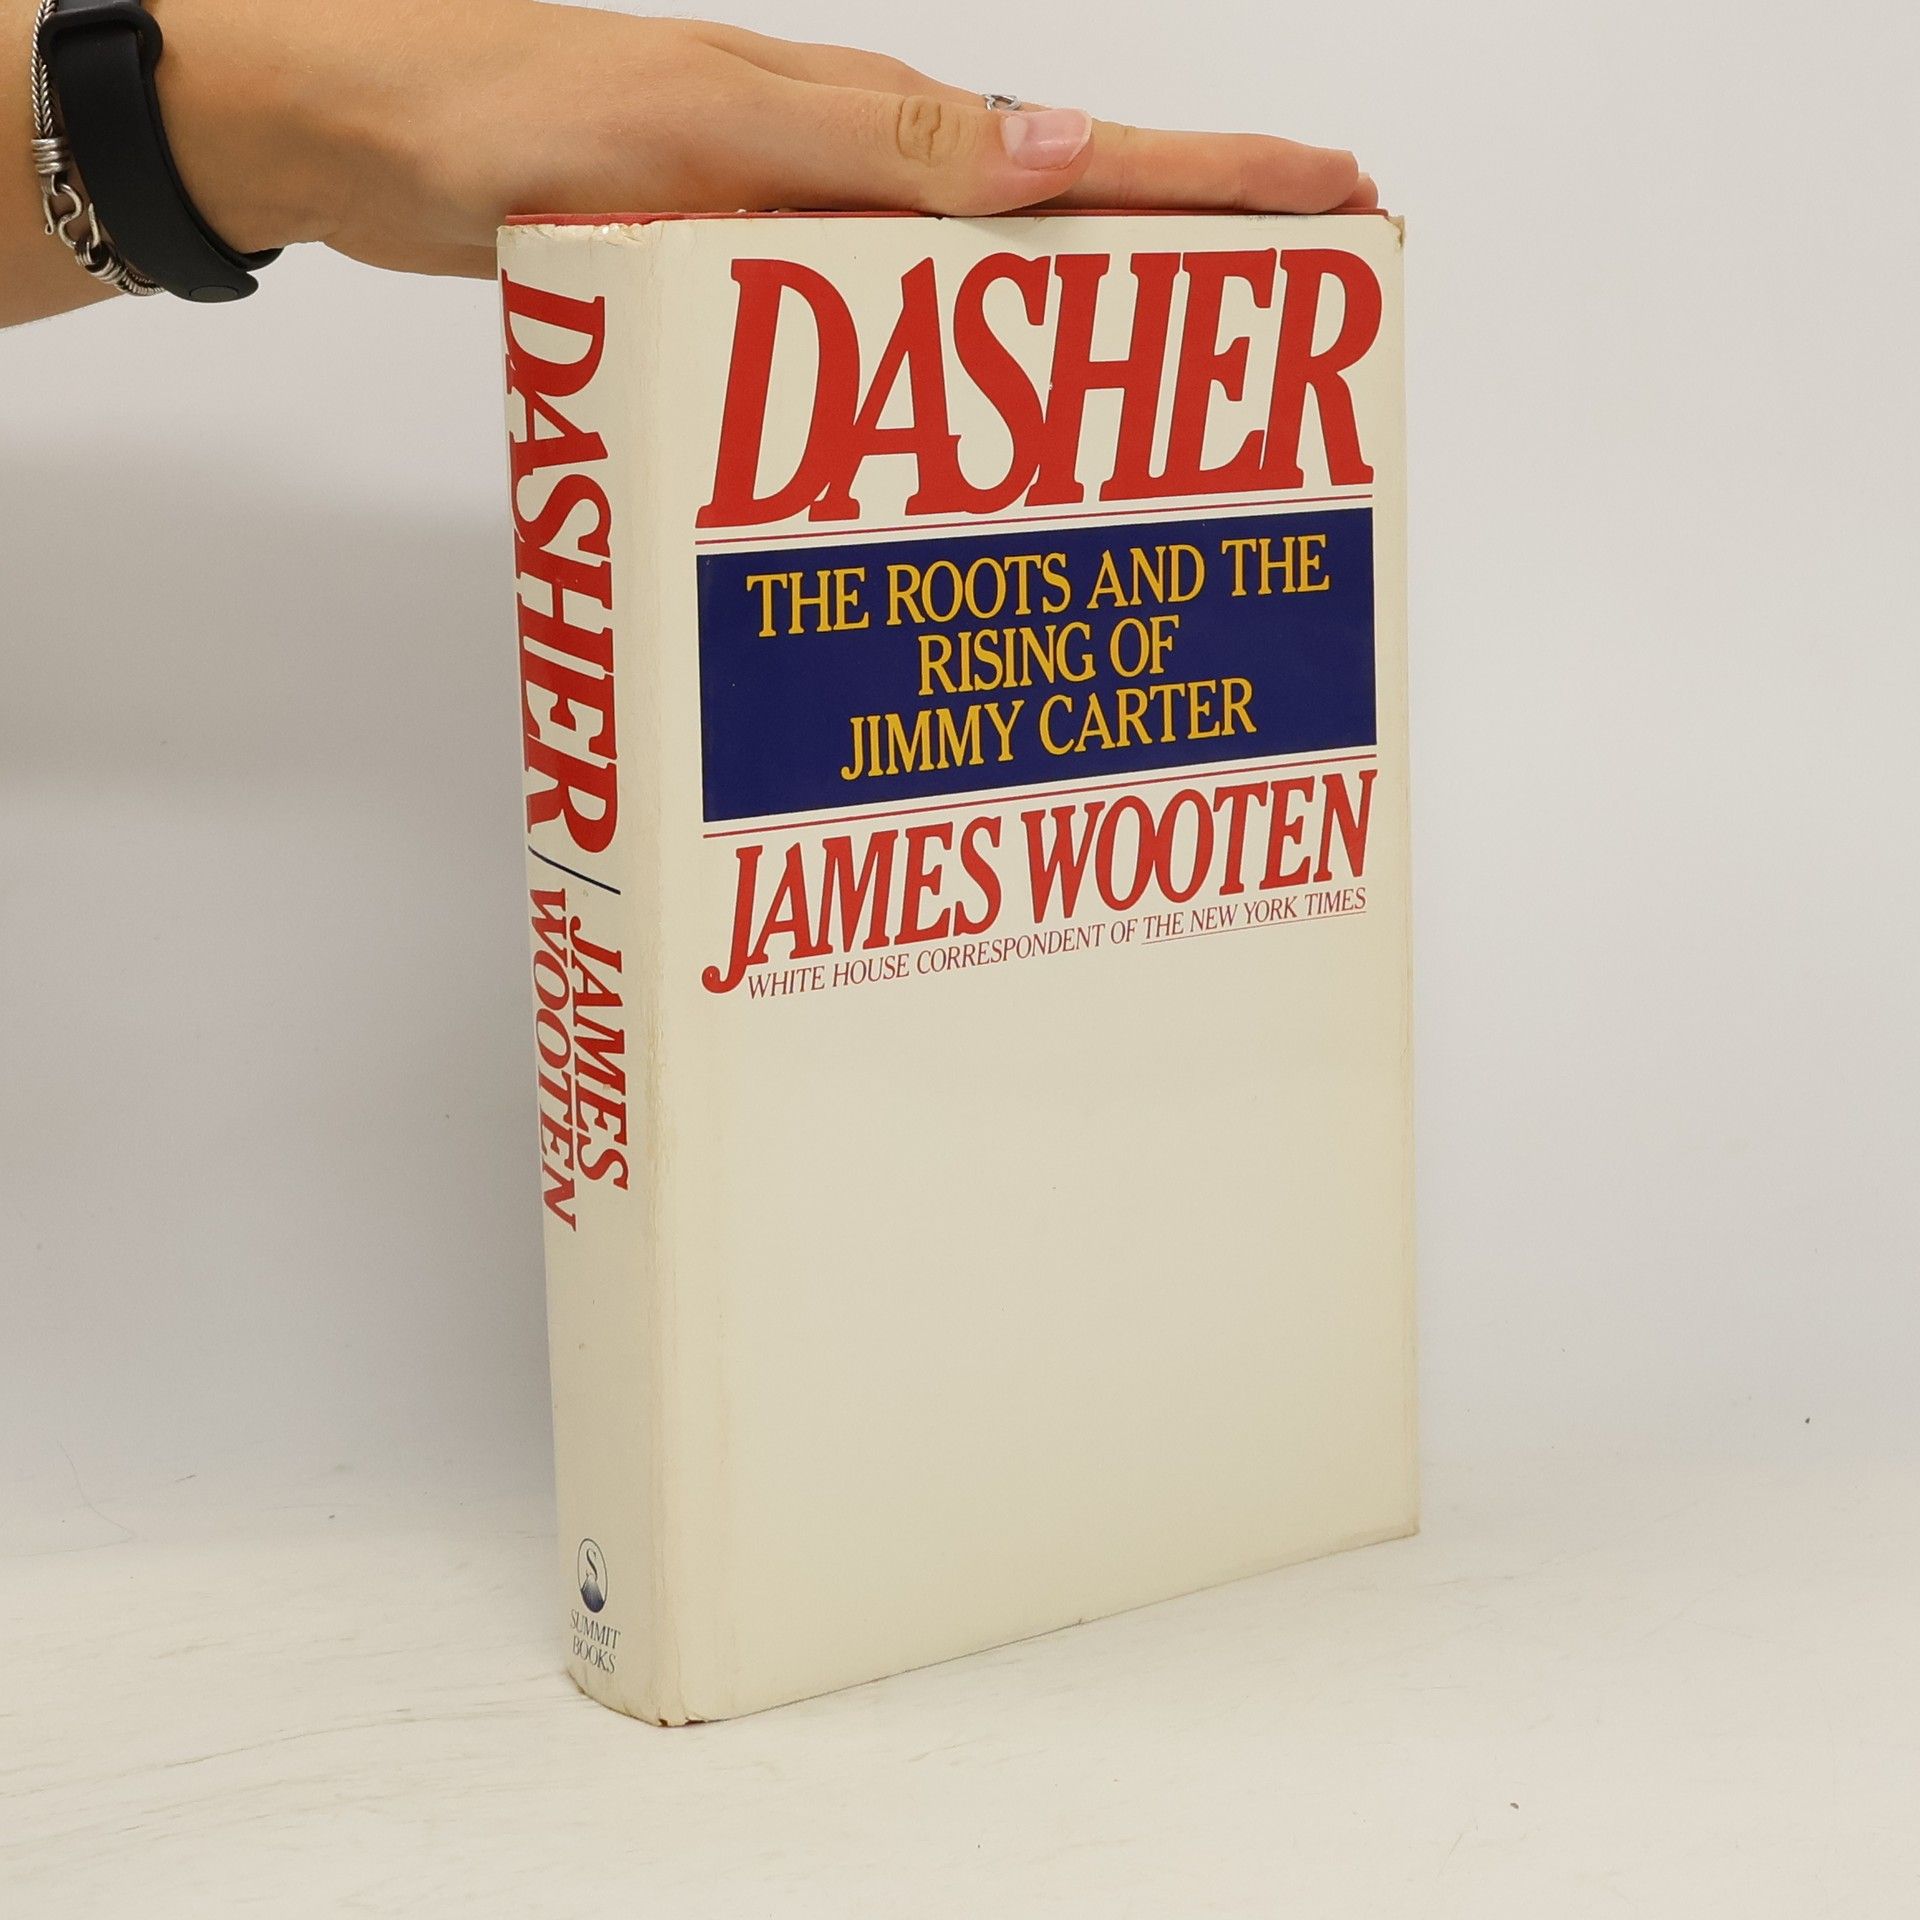 DASHER
THE ROOTS AND THE
RISING OF
JIMMY CARTER
JAMES WOOTEN
WHITE HOUSE CORRESPONDENT OF THE NEW YORK TIMES
DASHER/JAMES
WOOTEN
S
SUMMIT
BOOKS